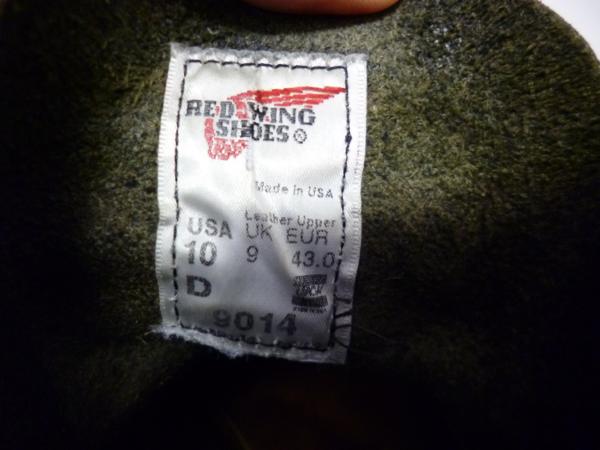 RED WING
SHOES®
Made in USA
Leather Upper
USA UK EUR
10 9 43.0
D
9014